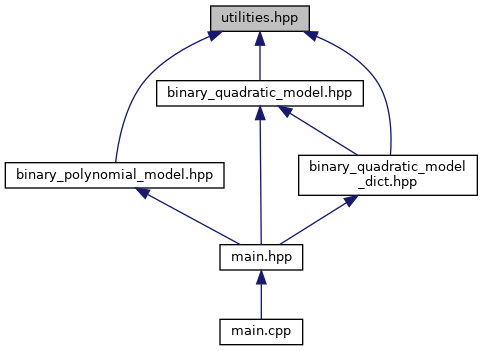 utilities.hpp
binary_quadratic_model.hpp
binary_polynomial_model.hpp
binary_quadratic_model
_dict.hpp
main.hpp
main.cpp